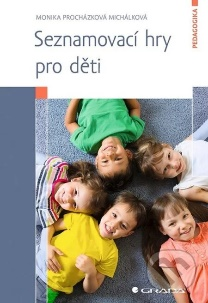 MONIKA PROCHÁZKOVÁ MICHÁLKOVÁ
Seznamovací hry
pro děti
PEDAGOGIKA
GRADA